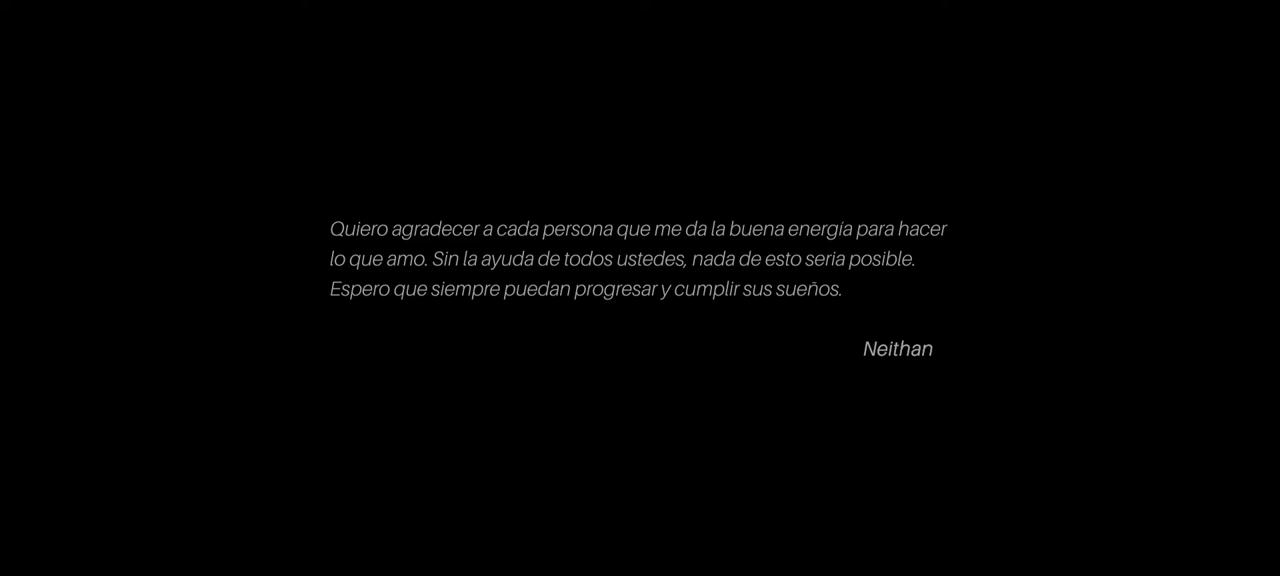 Quiero agradecer a cada persona que me da la buena energía para hacer
lo que amo. Sin la ayuda de todos ustedes, nada de esto seria posible.
Espero que siempre puedan progresar y cumplir sus sueños.
Neithan